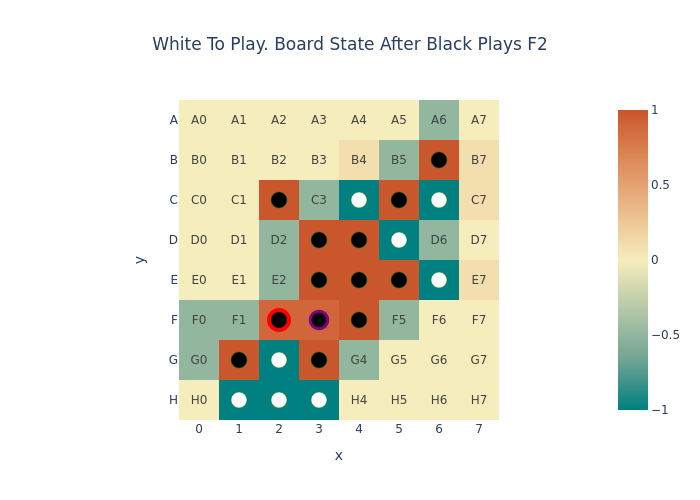 White To Play. Board State After Black Plays F2
A A0 A1 A2 A3 A4 A5 A6 A7 1
B B0 B1 B2 B3 B4 B5 B7
C C0 C1 C3 C7 0.5
D D0 D1 D2 D6 D7
y 0
E E0 E1 E2 E7
F F0 F1 F5 F6 F7 −0.5
G G0 G4 G5 G6 G7
H H0 H4 H5 H6 H7 −1
0 1 2 3 4 5 6 7
x